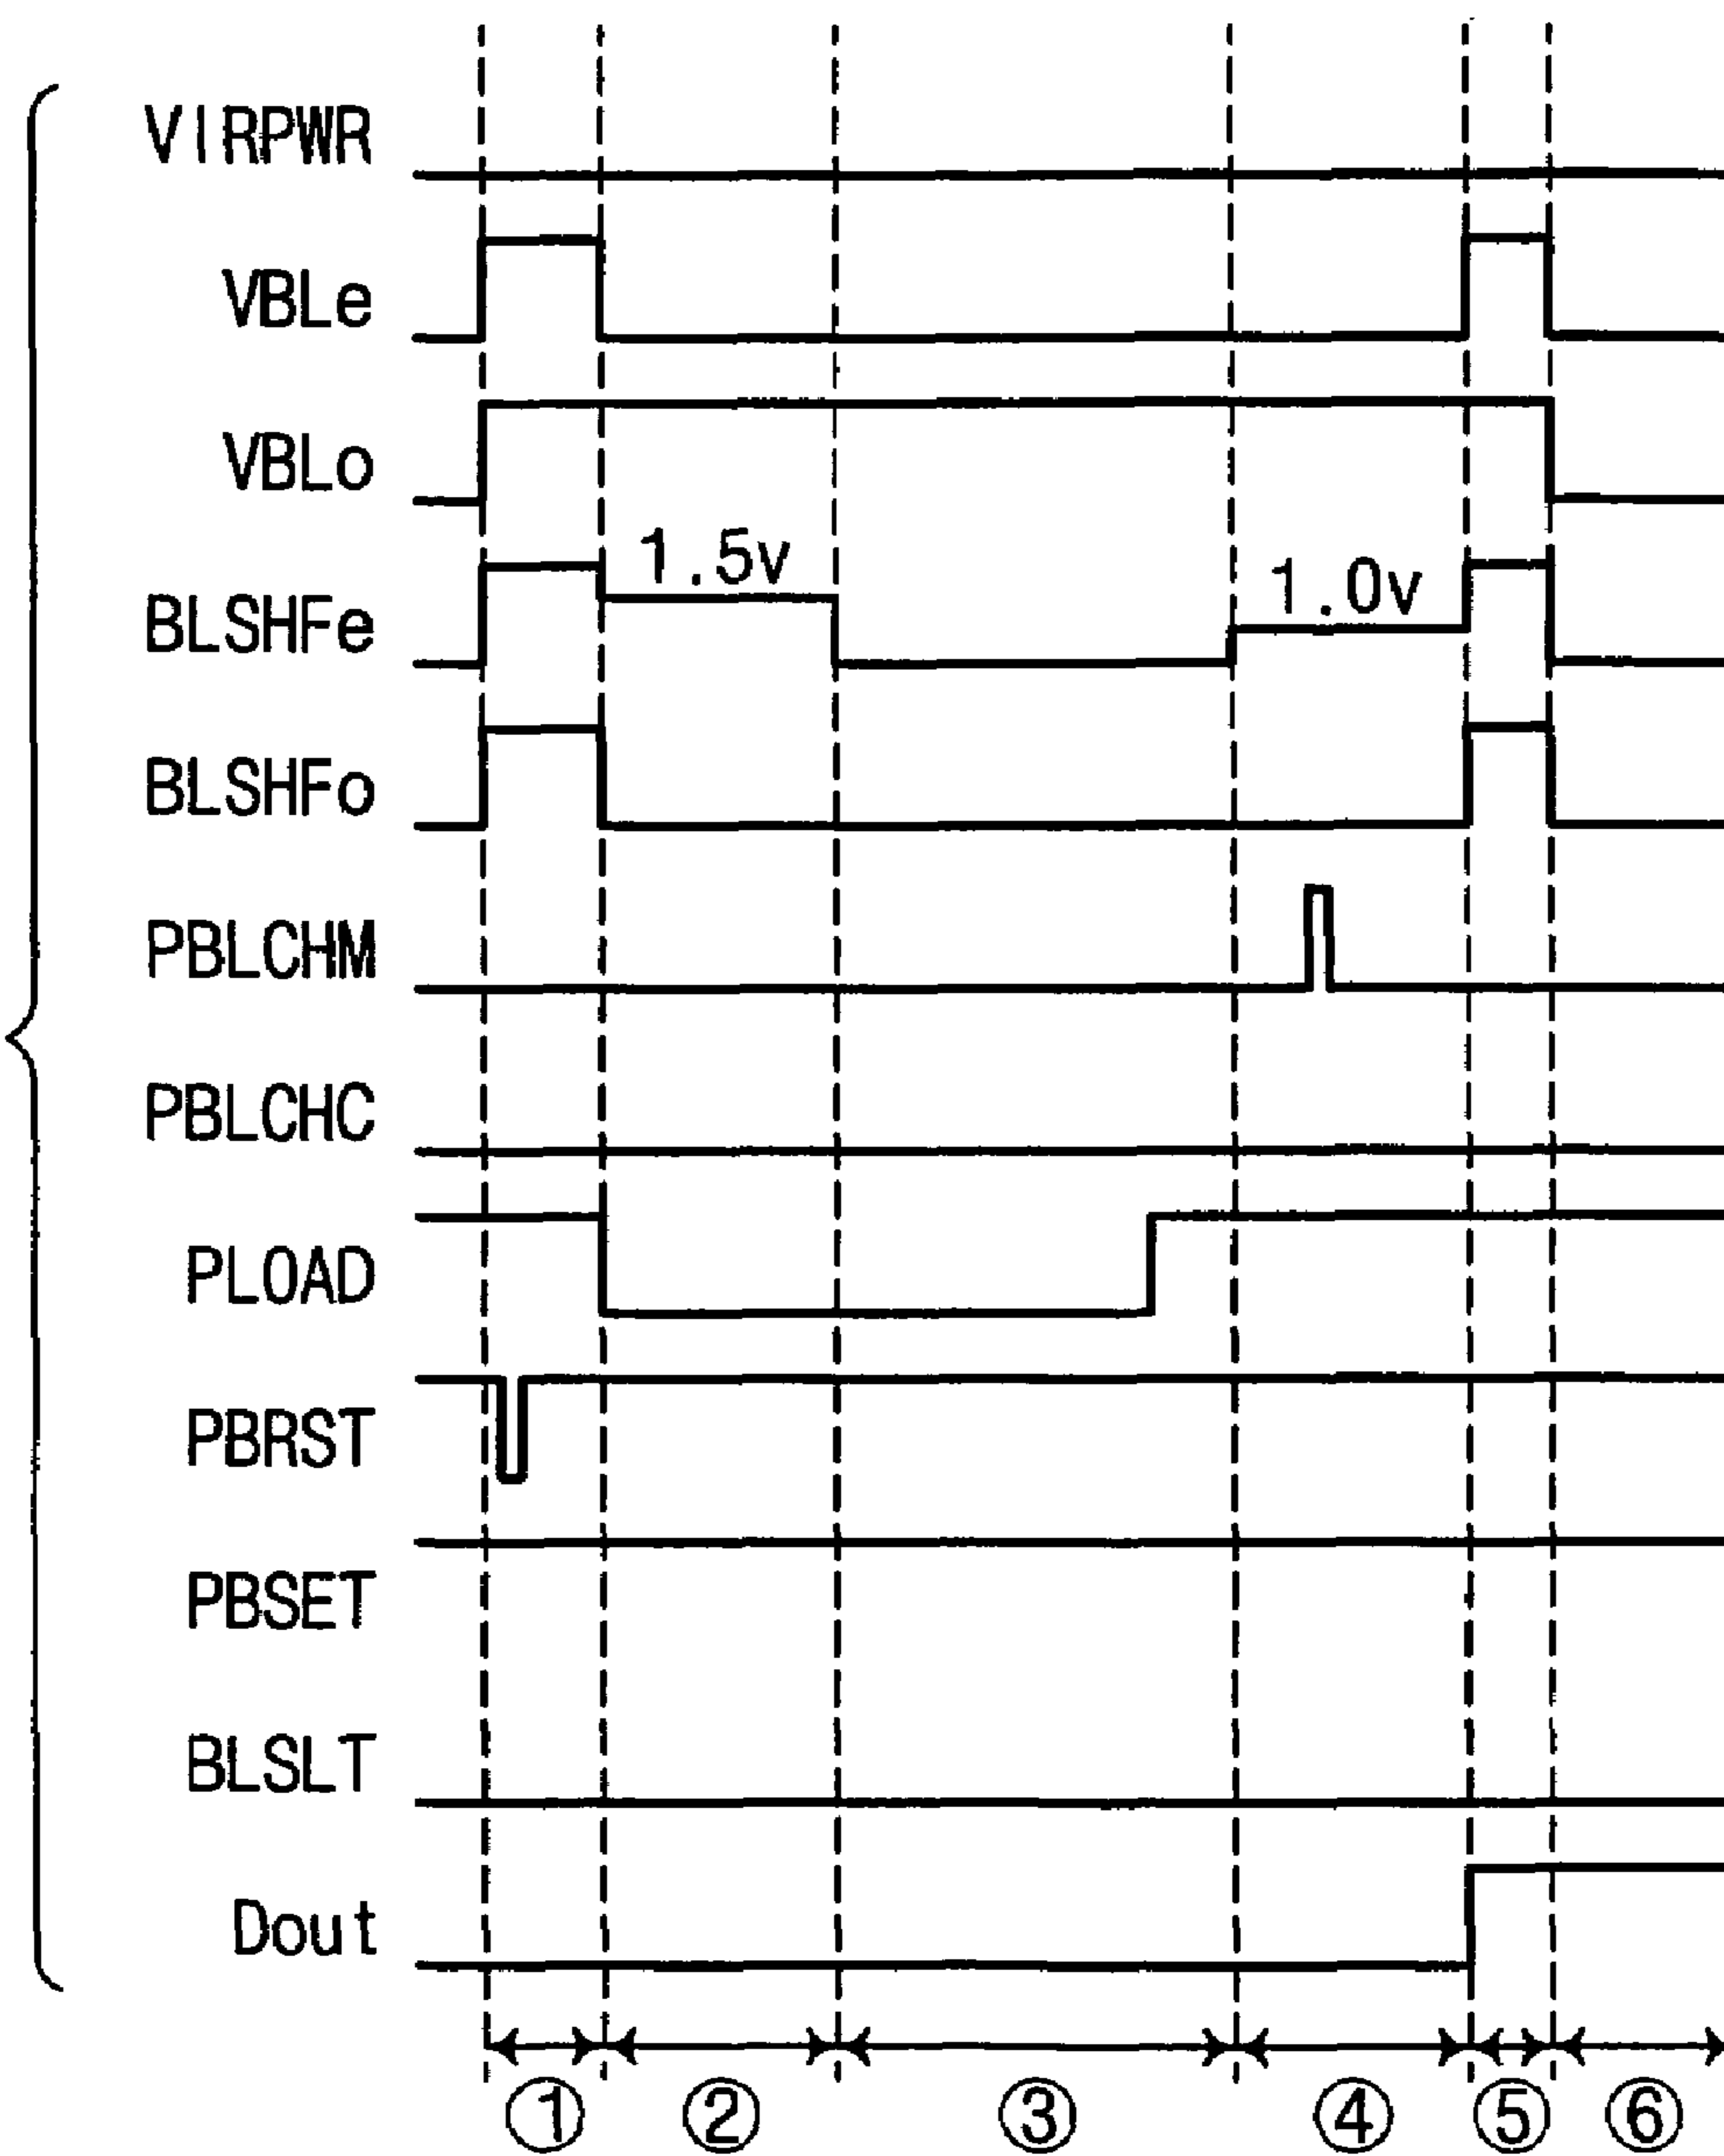 VIRPWR
VBLe
VBLo
1.5v
1.0v
BLSHFe
BLSHFo
PBLCHM
PBLCHC
PLOAD
PBRST
PBSET
BLSLT
Dout
① ② ③ ④ ⑤ ⑥